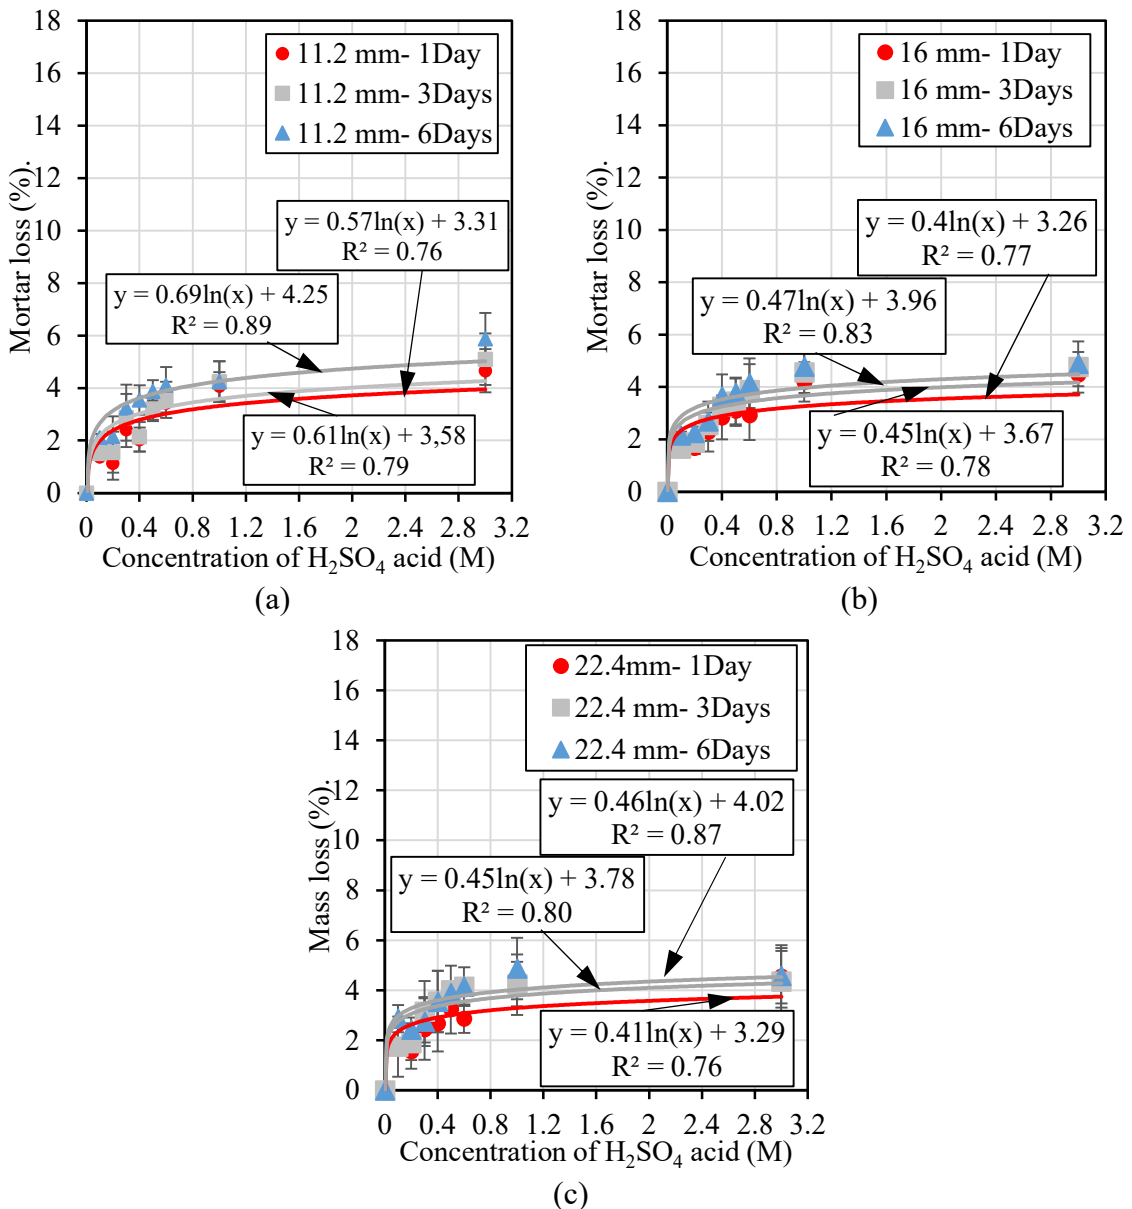 18
16
14
12
10
8
6
4
2
0
Mortar loss (%).
11.2 mm- 1Day
11.2 mm- 3Days
11.2 mm- 6Days
y = 0.57ln(x) + 3.31
R² = 0.76
y = 0.69ln(x) + 4.25
R² = 0.89
y = 0.61ln(x) + 3,58
R² = 0.79
0 0.4 0.8 1.2 1.6 2 2.4 2.8 3.2
Concentration of H₂SO₄ acid (M)
(a)
18
16
14
12
10
8
6
4
2
0
Mortar loss (%).
16 mm- 1Day
16 mm- 3Days
16 mm- 6Days
y = 0.4ln(x) + 3.26
R² = 0.77
y = 0.47ln(x) + 3.96
R² = 0.83
y = 0.45ln(x) + 3.67
R² = 0.78
0 0.4 0.8 1.2 1.6 2 2.4 2.8 3.2
Concentration of H₂SO₄ acid (M)
(b)
18
16
14
12
10
8
6
4
2
0
Mass loss (%).
22.4mm- 1Day
22.4 mm- 3Days
22.4 mm- 6Days
y = 0.46ln(x) + 4.02
R² = 0.87
y = 0.45ln(x) + 3.78
R² = 0.80
y = 0.41ln(x) + 3.29
R² = 0.76
0 0.4 0.8 1.2 1.6 2 2.4 2.8 3.2
Concentration of H₂SO₄ acid (M)
(c)